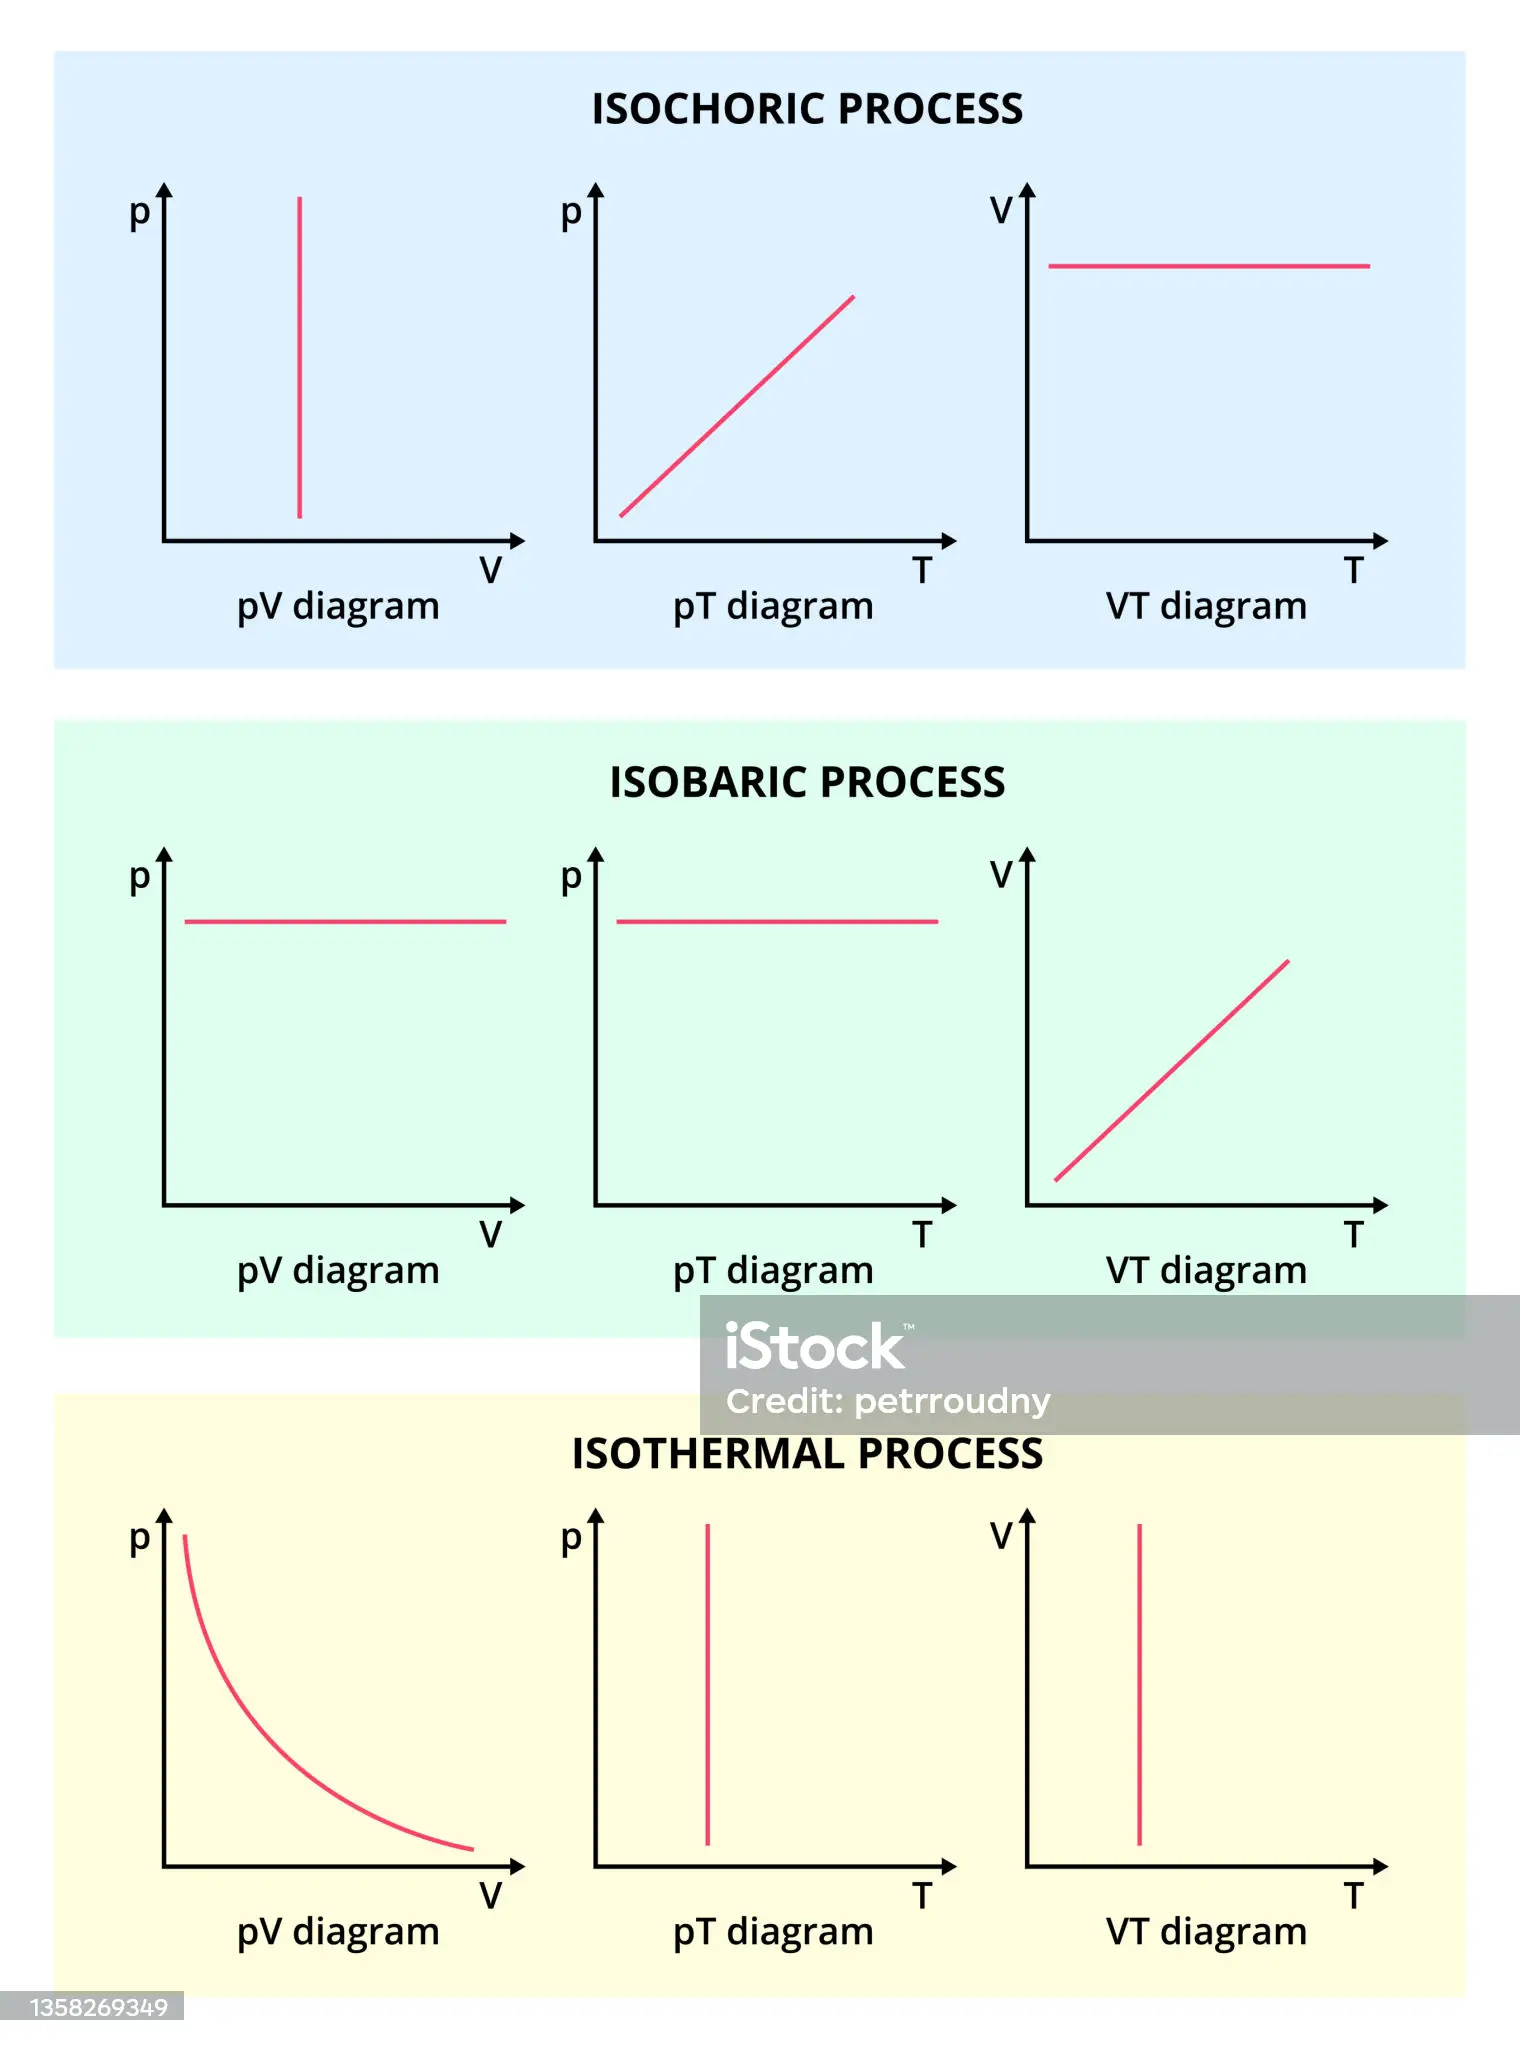 ISOCHORIC PROCESS
p
p
V
V
T
T
pV diagram
pT diagram
VT diagram
ISOBARIC PROCESS
p
p
V
V
T
T
pV diagram
pT diagram
VT diagram
iStock™
Credit: petrroudny
ISOTHERMAL PROCESS
p
p
V
V
T
T
pV diagram
pT diagram
VT diagram
1358269349